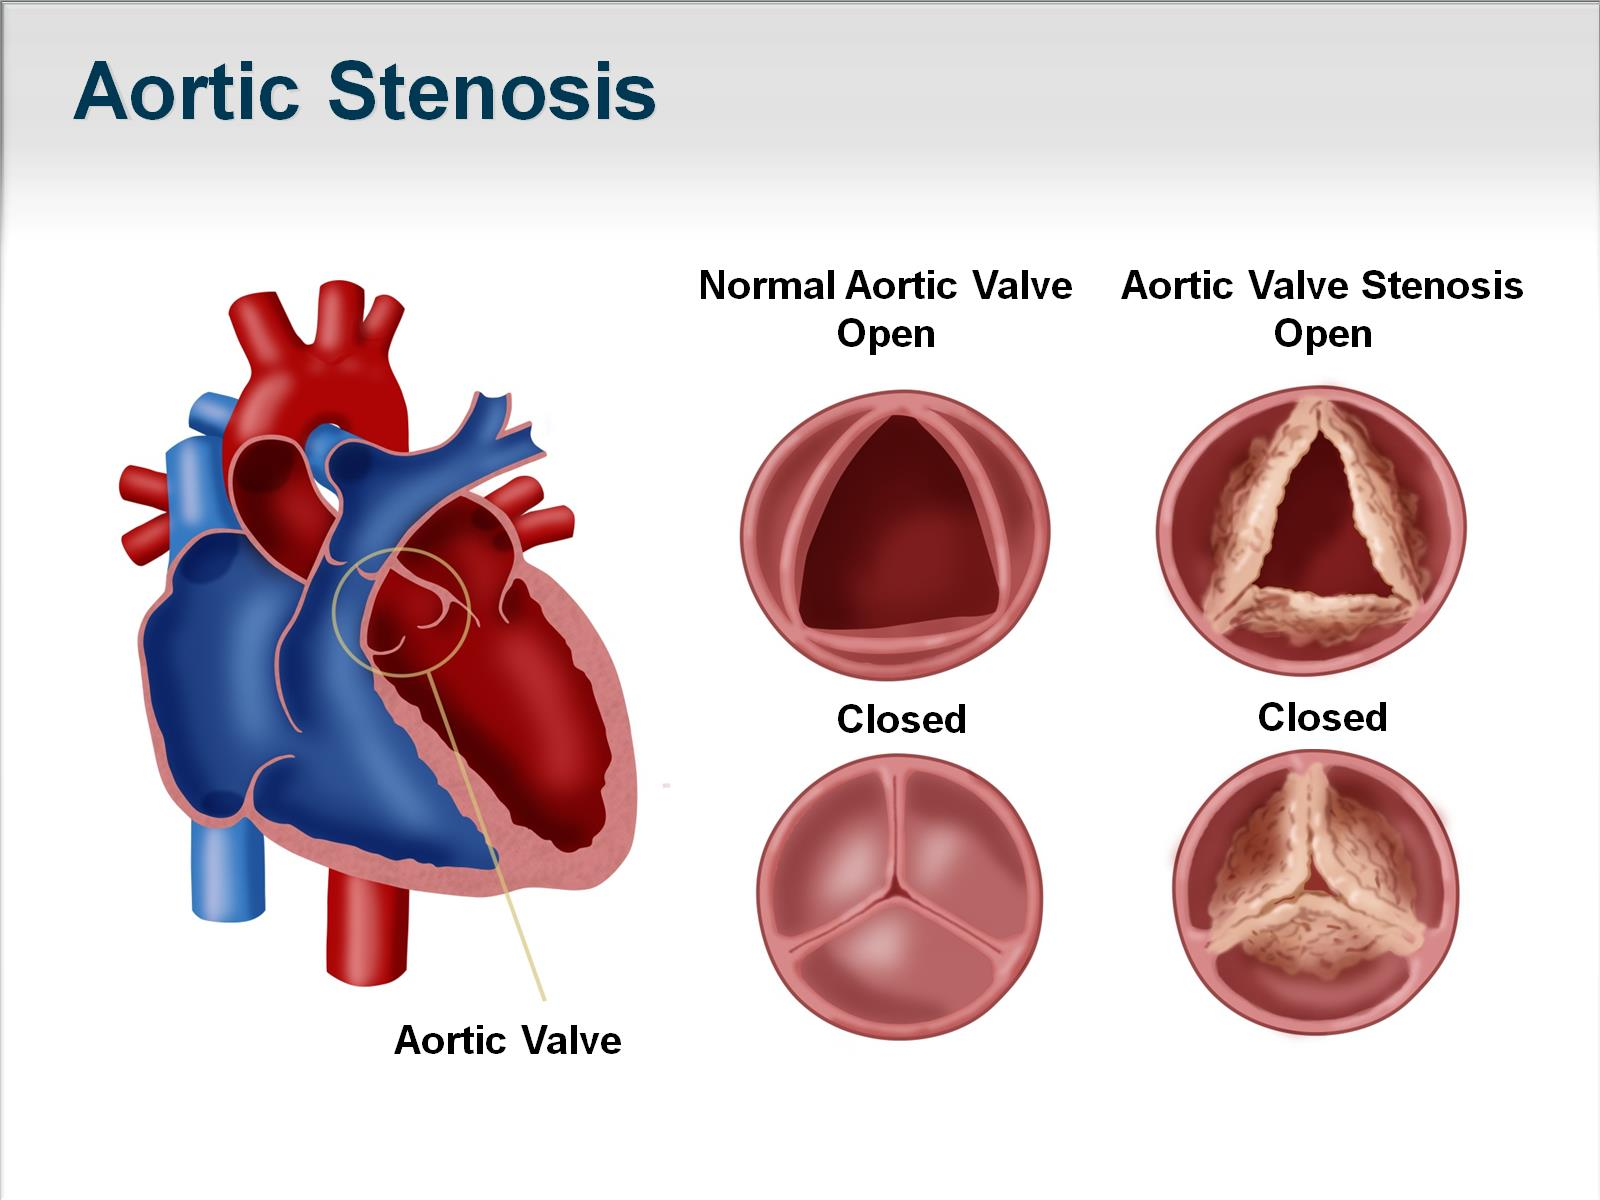 Aortic Stenosis
Normal Aortic Valve
Open
Aortic Valve Stenosis
Open
Closed
Closed
Aortic Valve